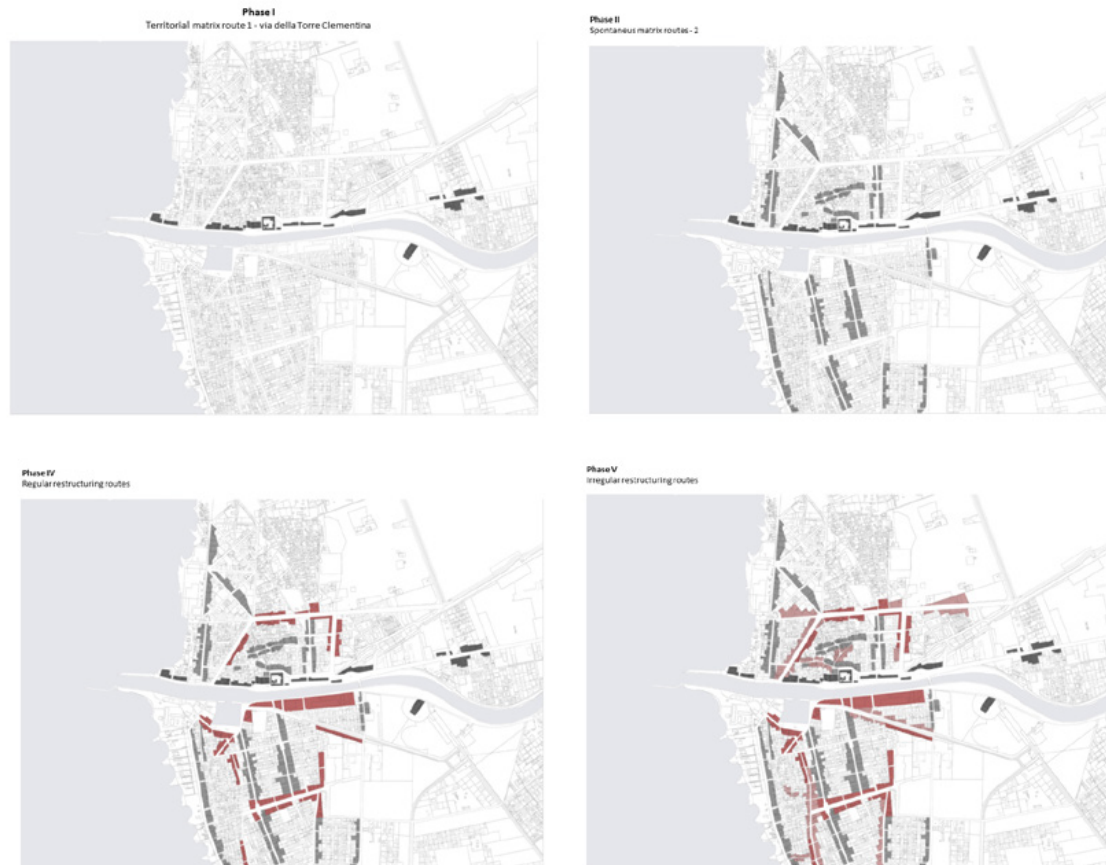 Phase I
Territorial matrix route 1 - via della Torre Clementina
Phase II
Spontaneus matrix routes - 2
Phase IV
Regular restructuring routes
Phase V
Irregular restructuring routes